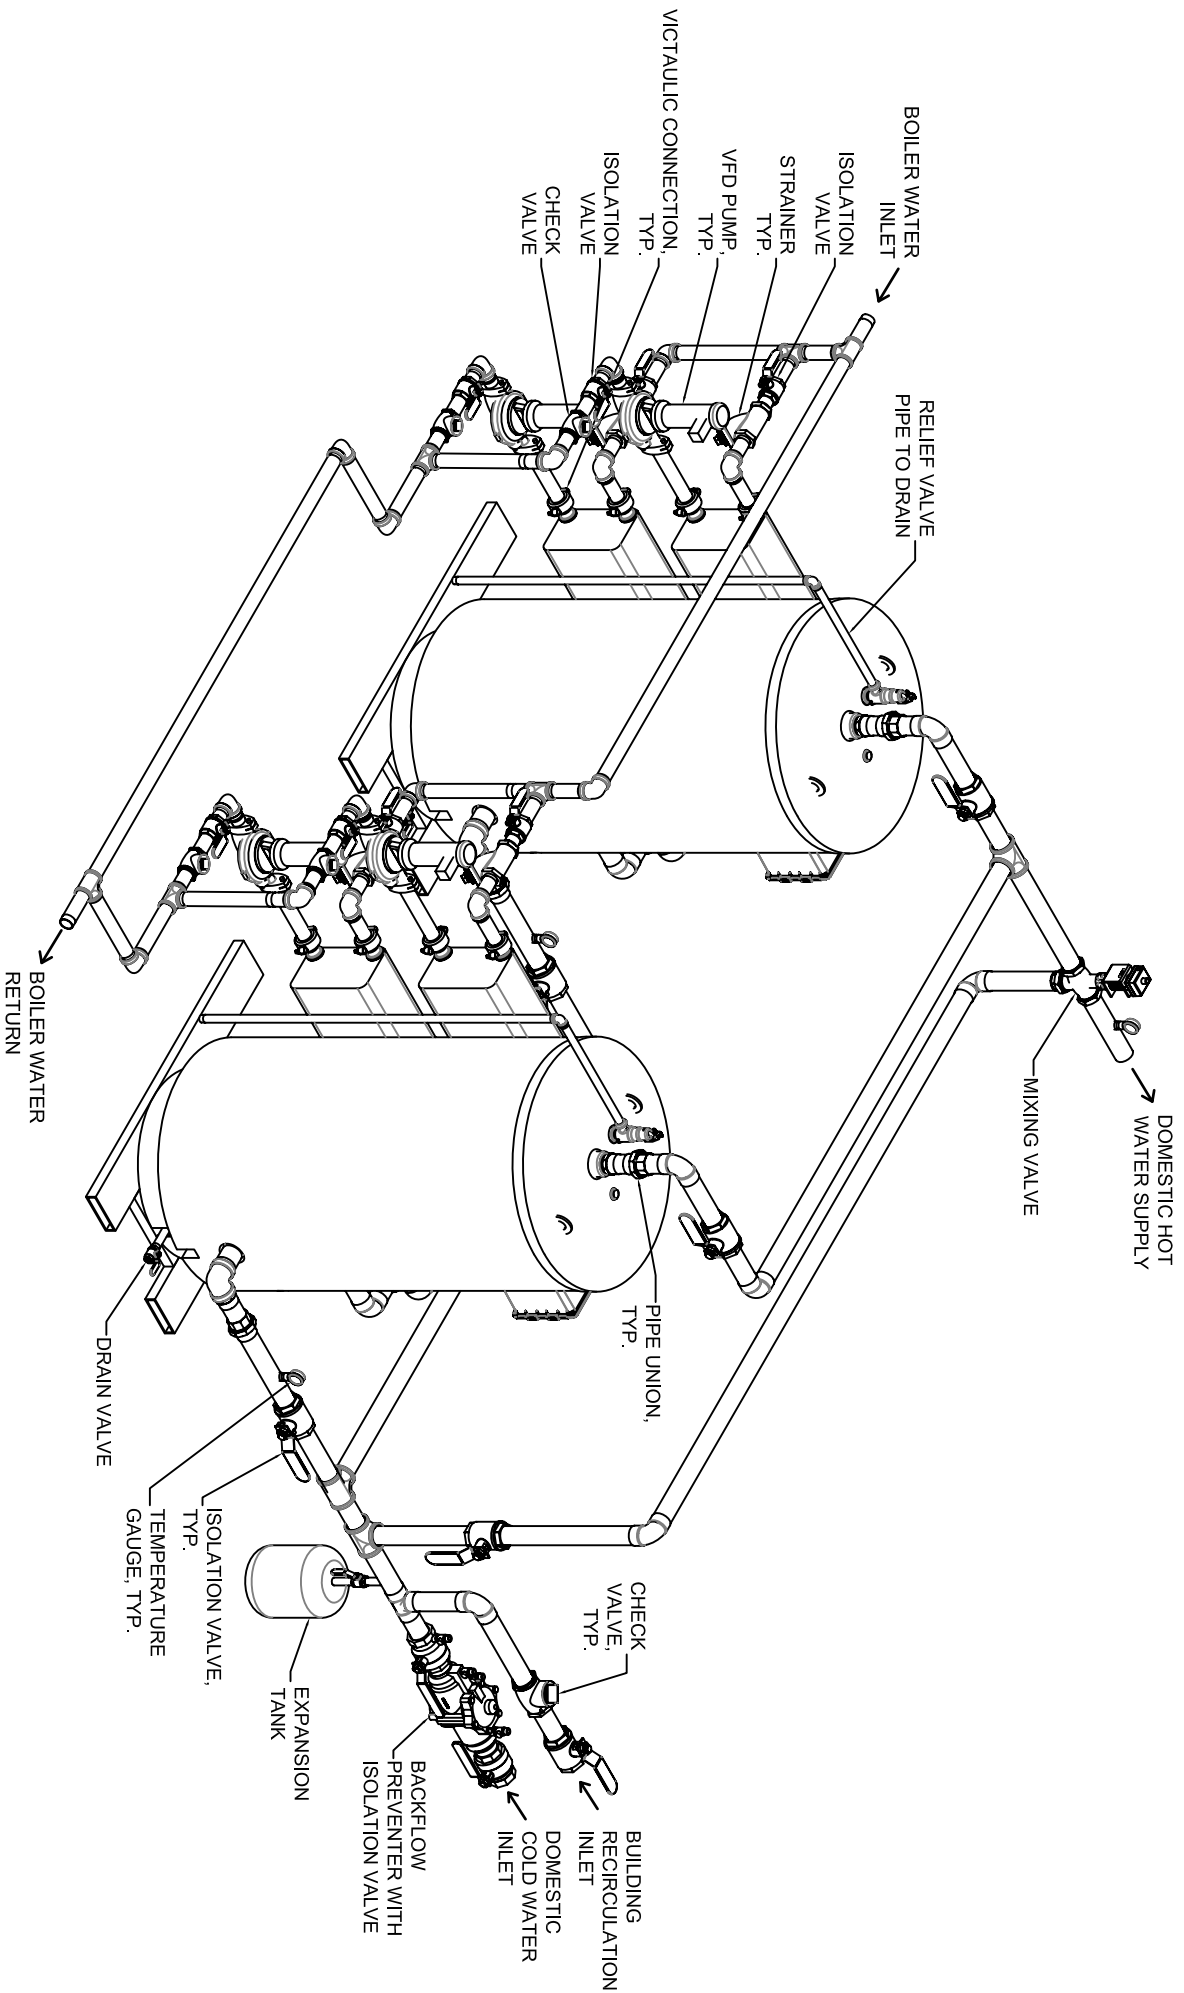 VICTAULIC CONNECTION,
TYP.
BOILER WATER
INLET
ISOLATION
VALVE
STRAINER
TYP.
VFD PUMP,
TYP.
ISOLATION
VALVE
CHECK
VALVE
RELIEF VALVE
PIPE TO DRAIN
BOILER WATER
RETURN
MIXING VALVE
DOMESTIC HOT
WATER SUPPLY
PIPE UNION,
TYP.
DRAIN VALVE
TEMPERATURE
GAUGE, TYP.
ISOLATION VALVE,
TYP.
EXPANSION
TANK
CHECK
VALVE,
TYP.
BACKFLOW
PREVENTER WITH
ISOLATION VALVE
DOMESTIC
COLD WATER
INLET
BUILDING
RECIRCULATION
INLET